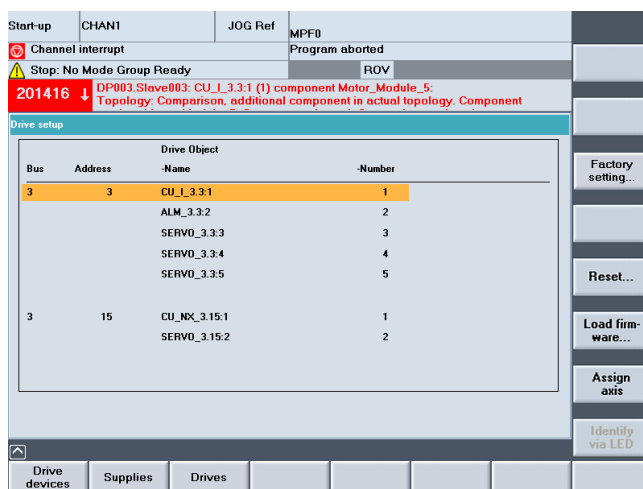 Start-up CHAN1 JOG Ref MPF0
Channel interrupt Program aborted
Stop: No Mode Group Ready ROV
201416 DP003.Slave003: CU_I_3.3:1 (1) component Motor_Module_5:
Topology: Comparison, additional component in actual topology. Component
Drive setup
Drive Object
Bus Address -Name -Number
3 3 CU_I_3.3:1 1
ALM_3.3:2 2
SERVO_3.3:3 3
SERVO_3.3:4 4
SERVO_3.3:5 5
3 15 CU_NX_3.15:1 1
SERVO_3.15:2 2
Factory
setting...
Reset...
Load firm-
ware...
Assign
axis
Identify
via LED
Drive
devices
Supplies
Drives